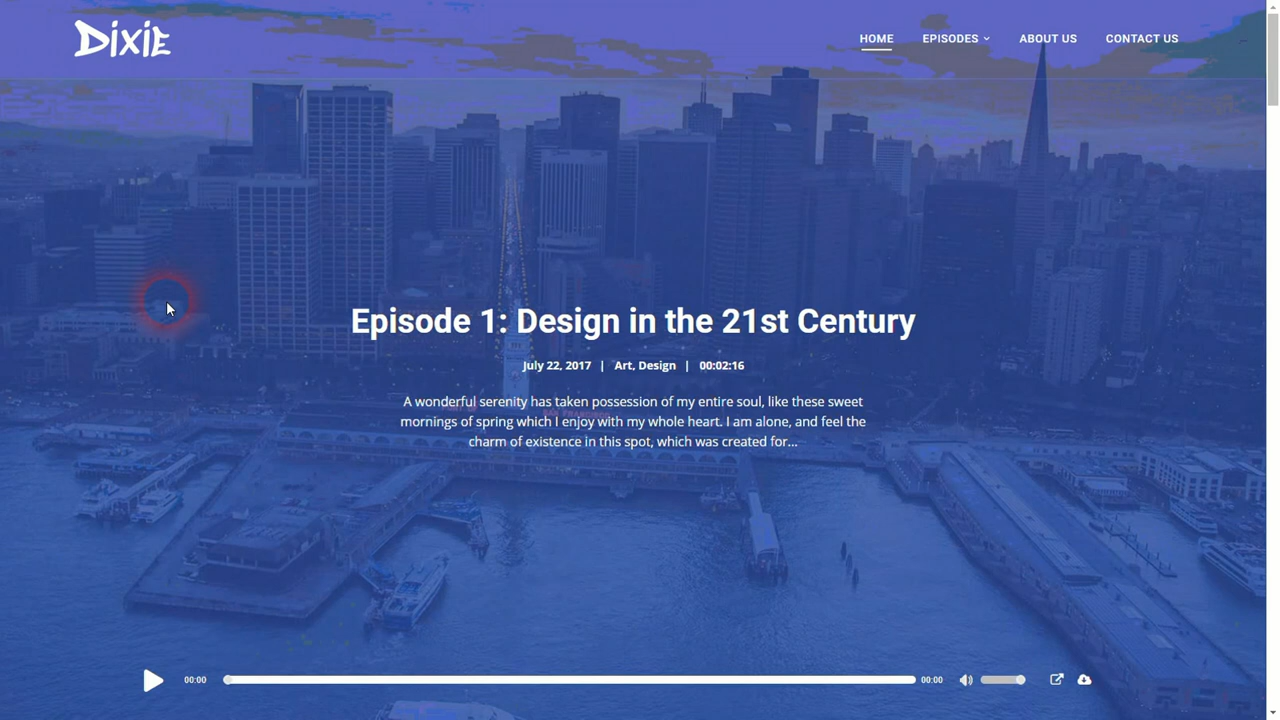 DIXIE
HOME EPISODES ABOUT US CONTACT US
Episode 1: Design in the 21st Century
July 22, 2017 | Art, Design | 00:02:16
A wonderful serenity has taken possession of my entire soul, like these sweet
mornings of spring which I enjoy with my whole heart. I am alone, and feel the
charm of existence in this spot, which was created for...
00:00 00:00